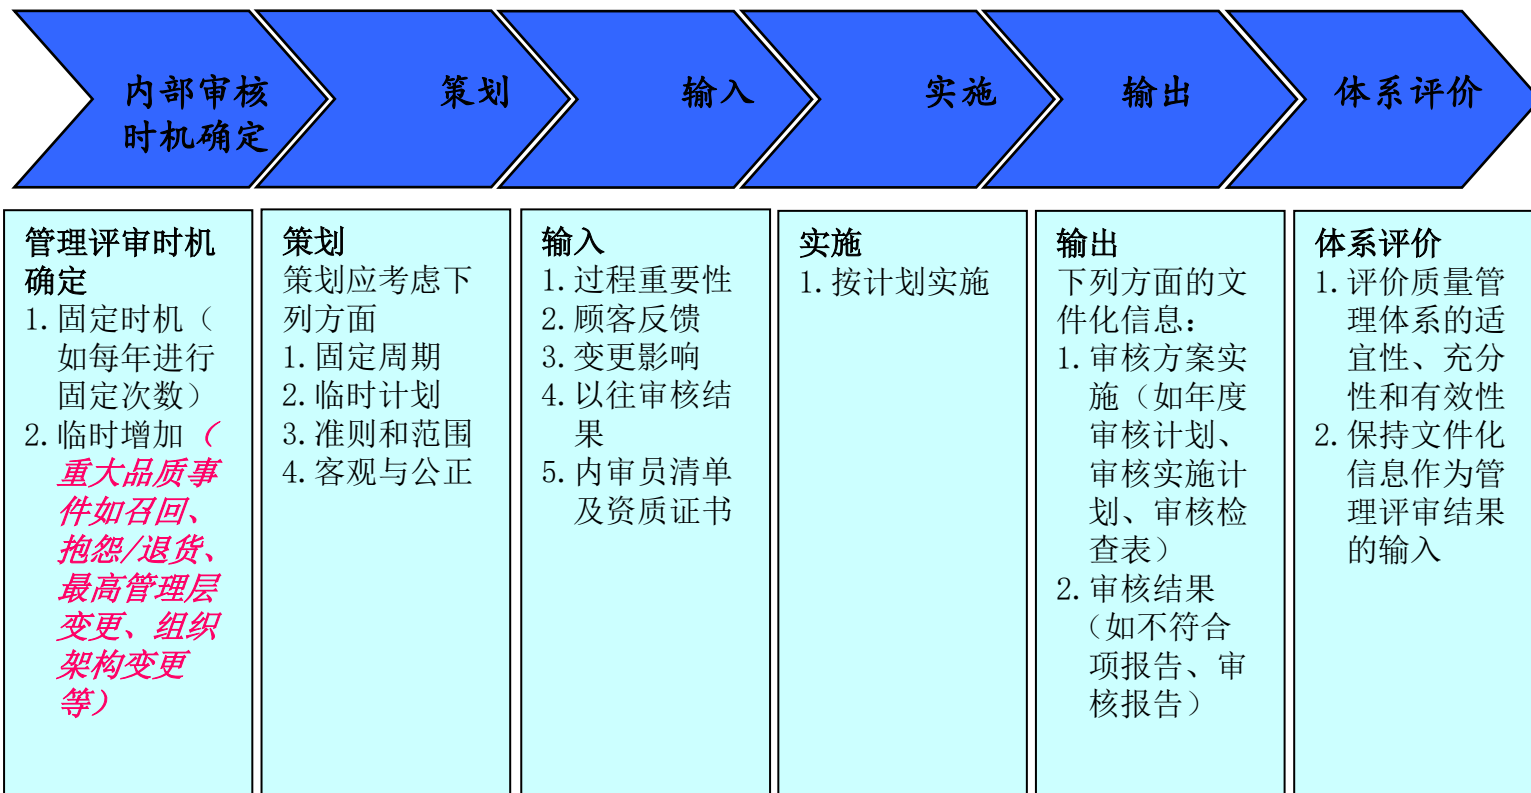 内部审核
时机确定
策划
输入
实施
输出
体系评价
管理评审时机
确定
1.固定时机（
如每年进行
固定次数）
2.临时增加（
重大品质事
件如召回、
抱怨/退货、
最高管理层
变更、组织
架构变更
等）
策划
策划应考虑下
列方面
1.固定周期
2.临时计划
3.准则和范围
4.客观与公正
输入
1.过程重要性
2.顾客反馈
3.变更影响
4.以往审核结
果
5.内审员清单
及资质证书
实施
1.按计划实施
输出
下列方面的文
件化信息：
1.审核方案实
施（如年度
审核计划、
审核实施计
划、审核检
查表）
2.审核结果
（如不符合
项报告、审
核报告）
体系评价
1.评价质量管
理体系的适
宜性、充分
性和有效性
2.保持文件化
信息作为管
理评审结果
的输入